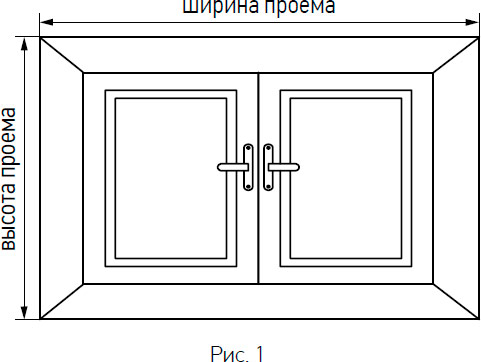 ширина проема
высота проема
Рис. 1